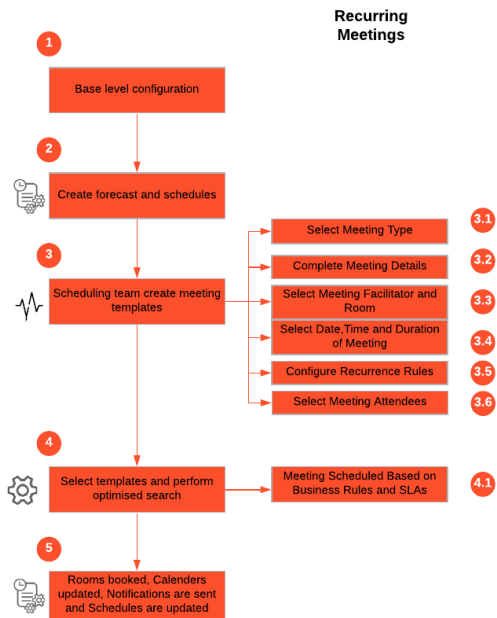 Recurring
Meetings
1
Base level configuration
2
Create forecast and schedules
3
Scheduling team create meeting
templates
3.1
Select Meeting Type
3.2
Complete Meeting Details
3.3
Select Meeting Facilitator and
Room
3.4
Select Date,Time and Duration
of Meeting
3.5
Configure Recurrence Rules
3.6
Select Meeting Attendees
4
Select templates and perform
optimised search
4.1
Meeting Scheduled Based on
Business Rules and SLAs
5
Rooms booked, Calenders
updated, Notifications are sent
and Schedules are updated